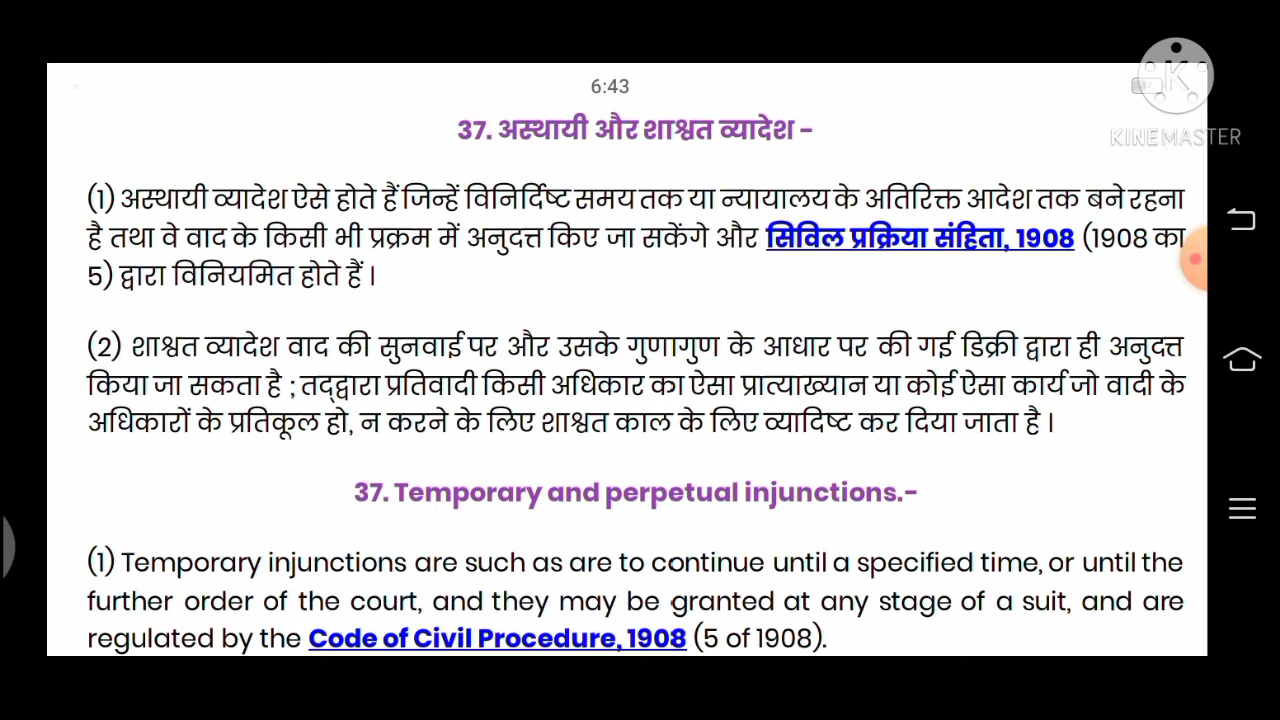 6:43
KINEMASTER
37. अस्थायी और शाश्वत व्यादेश -
(1) अस्थायी व्यादेश ऐसे होते हैं जिन्हें विनिर्दिष्ट समय तक या न्यायालय के अतिरिक्त आदेश तक बने रहना
है तथा वे वाद के किसी भी प्रक्रम में अनुदत्त किए जा सकेंगे और सिविल प्रक्रिया संहिता, 1908 (1908 का
5) द्वारा विनियमित होते हैं ।
(2) शाश्वत व्यादेश वाद की सुनवाई पर और उसके गुणागुण के आधार पर की गई डिक्री द्वारा ही अनुदत्त
किया जा सकता है ; तद्द्वारा प्रतिवादी किसी अधिकार का ऐसा प्रात्याख्यान या कोई ऐसा कार्य जो वादी के
अधिकारों के प्रतिकूल हो, न करने के लिए शाश्वत काल के लिए व्यादिष्ट कर दिया जाता है ।
37. Temporary and perpetual injunctions.-
(1) Temporary injunctions are such as are to continue until a specified time, or until the
further order of the court, and they may be granted at any stage of a suit, and are
regulated by the Code of Civil Procedure, 1908 (5 of 1908).